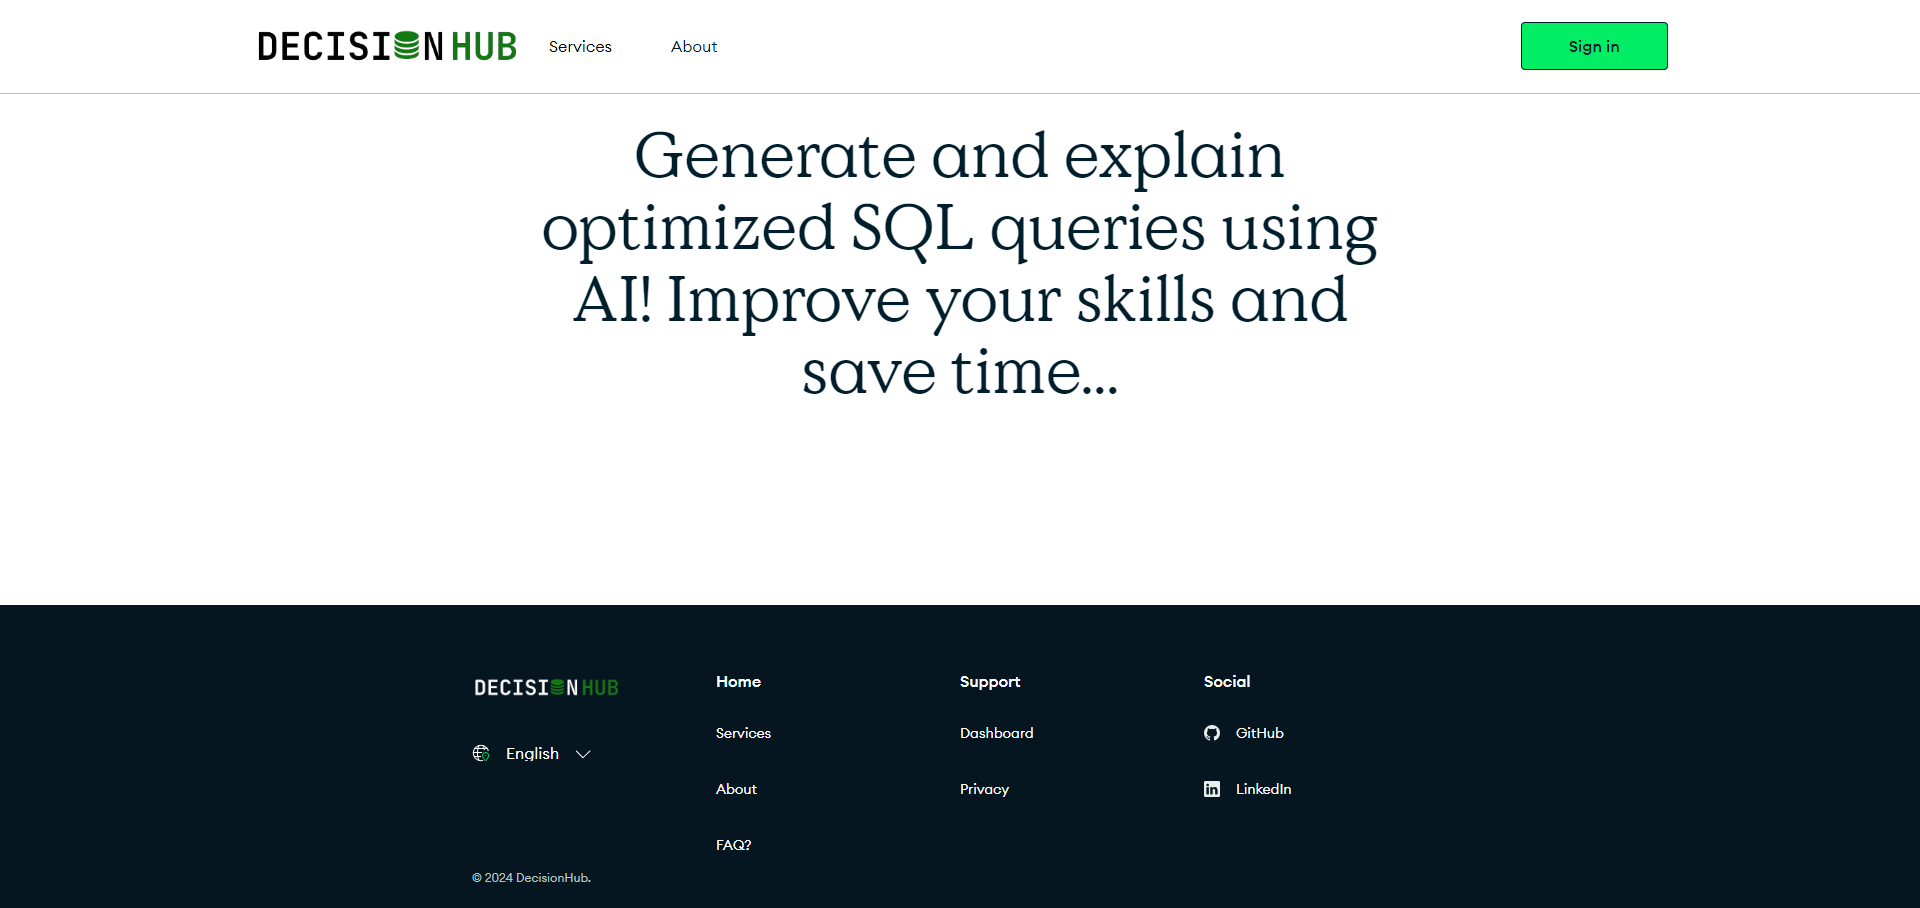 DECISION HUB Services About Sign in
Generate and explain
optimized SQL queries using
AI! Improve your skills and
save time...
DECISION HUB
English
© 2024 DecisionHub.
Home
Services
About
FAQ?
Support
Dashboard
Privacy
Social
GitHub
LinkedIn